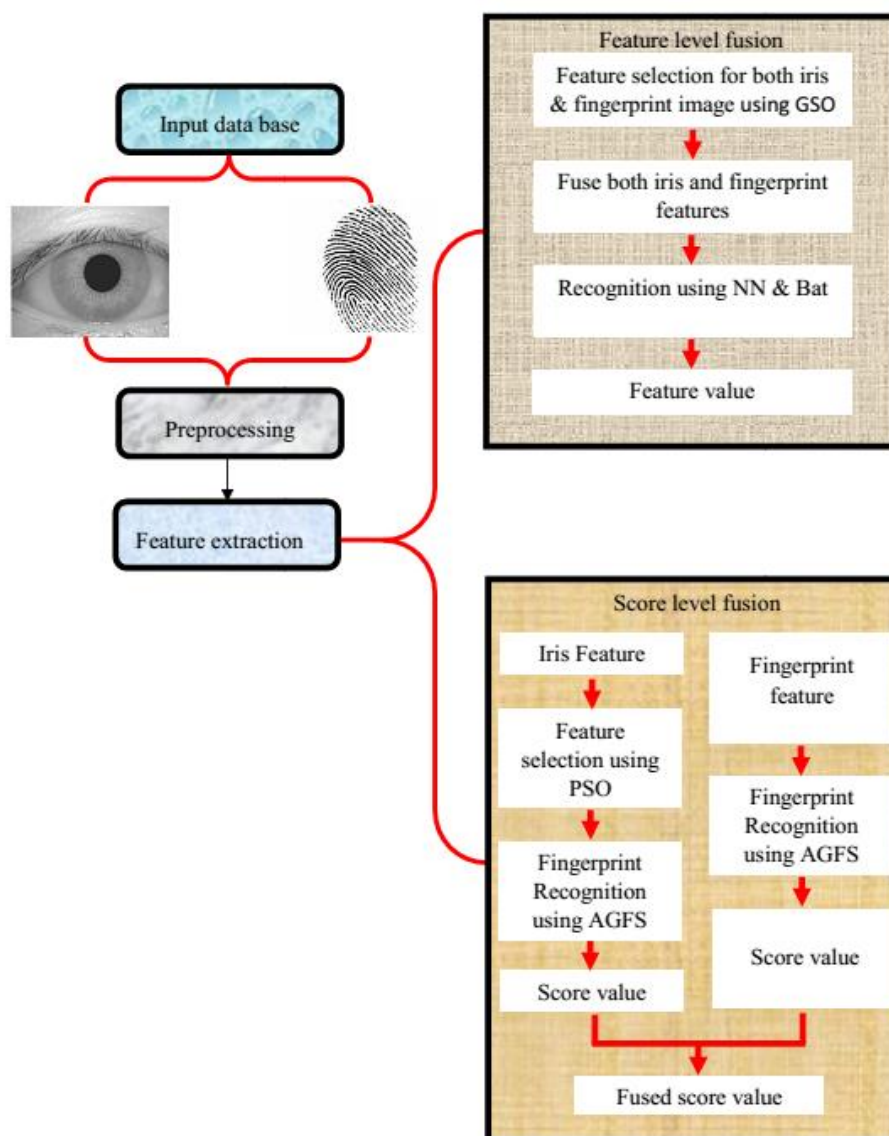 Input data base
Preprocessing
Feature extraction
Feature level fusion
Feature selection for both iris
& fingerprint image using GSO
Fuse both iris and fingerprint
features
Recognition using NN & Bat
Feature value
Score level fusion
Iris Feature
Feature
selection using
PSO
Fingerprint
Recognition
using AGFS
Score value
Fingerprint
feature
Fingerprint
Recognition
using AGFS
Score value
Fused score value